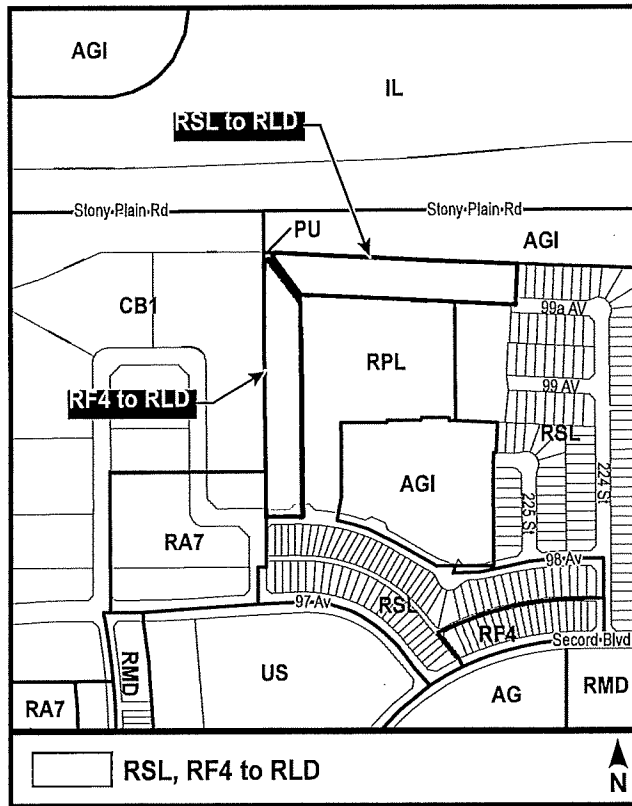 AGI
IL
RSL to RLD
Stony Plain Rd
Stony Plain Rd
PU
AGI
CB1
99a AV
RPL
99 AV
RF4 to RLD
RSL
224 St
AGI
225 St
RA7
98 Av
97 Av
RSL
RF4
Secord Blvd
RMD
US
AG
RMD
RA7
RSL, RF4 to RLD
N